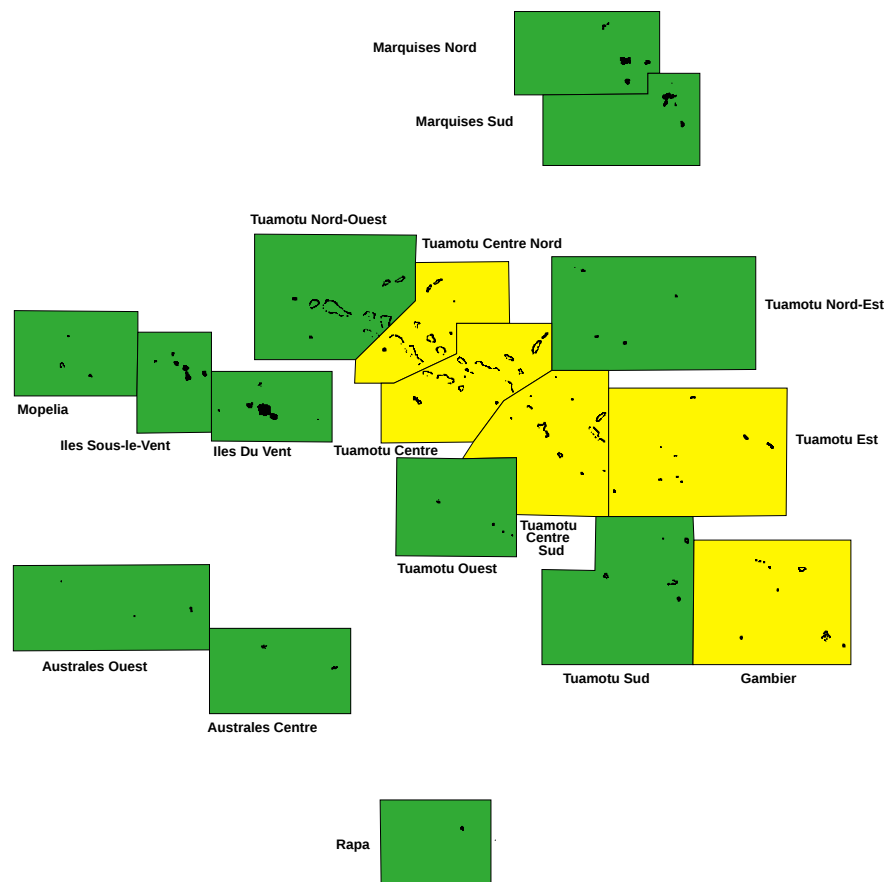 Marquises Nord
Marquises Sud
Tuamotu Nord-Ouest
Tuamotu Centre Nord
Tuamotu Nord-Est
Mopelia
Iles Sous-le-Vent
Iles Du Vent
Tuamotu Centre
Tuamotu Est
Tuamotu
Centre
Sud
Tuamotu Ouest
Australes Ouest
Tuamotu Sud
Gambier
Australes Centre
Rapa